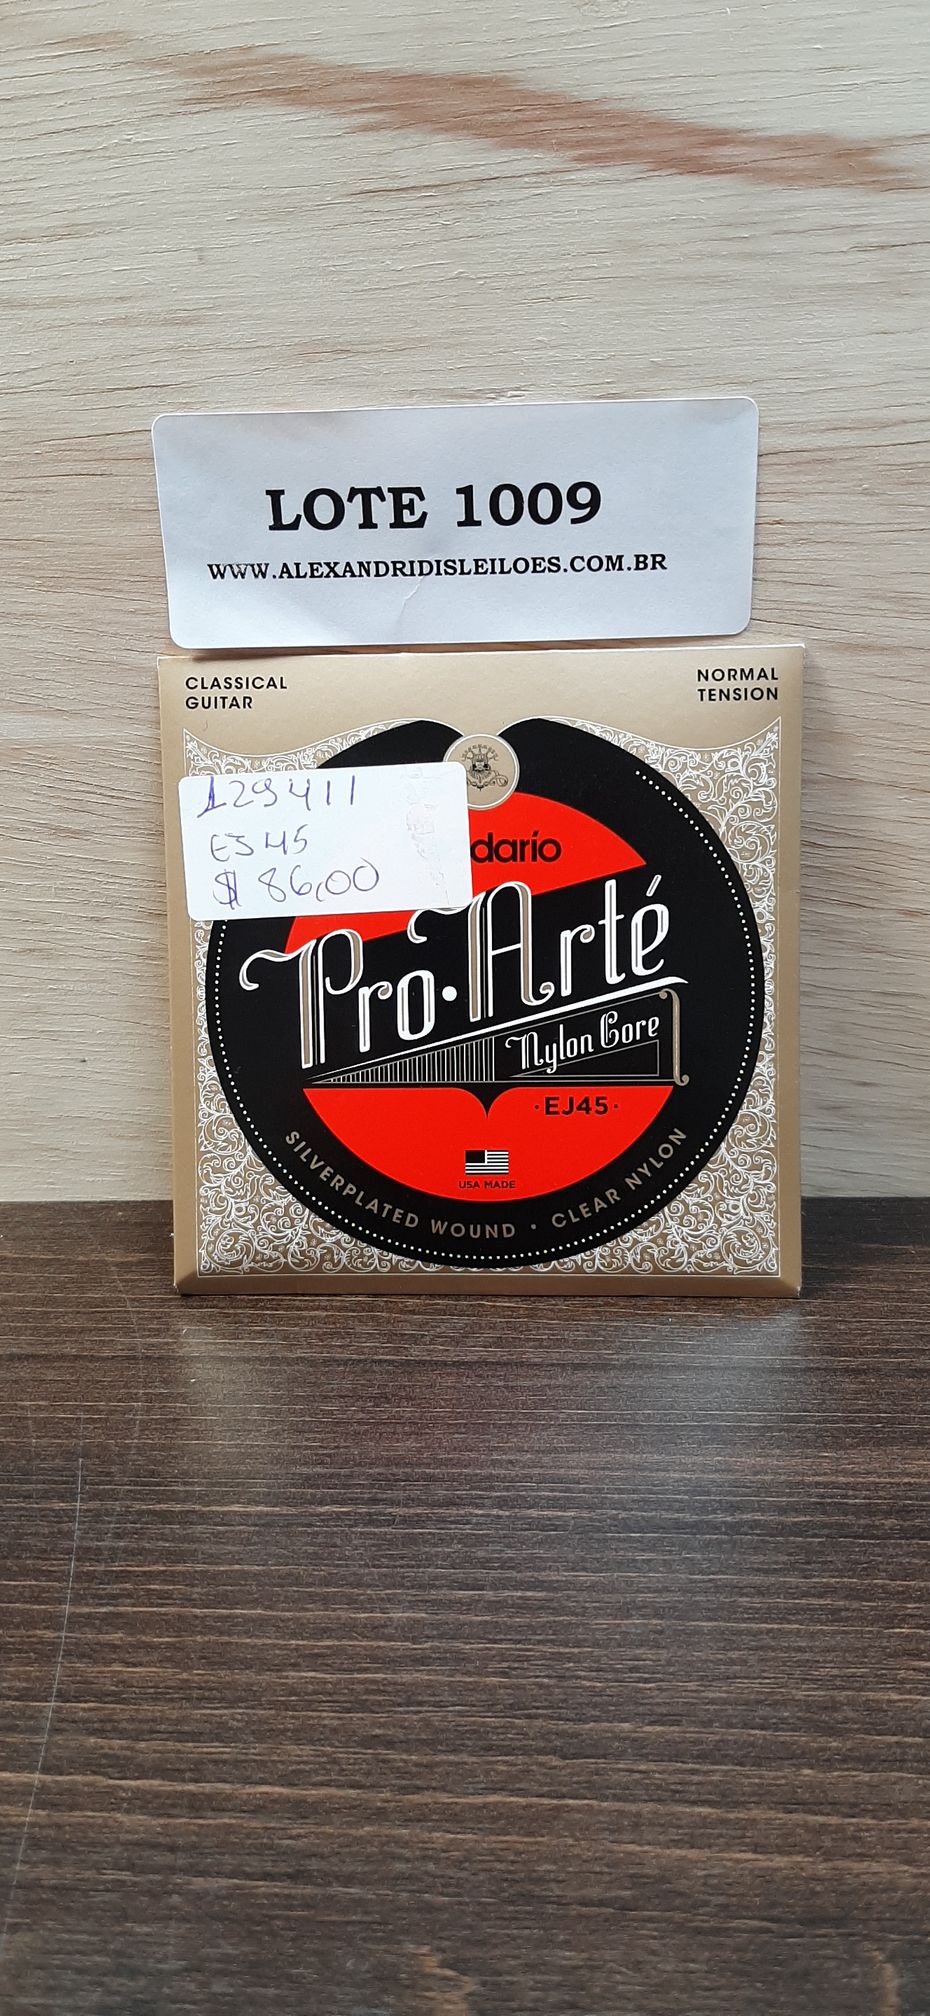 LOTE 1009
WWW.ALEXANDRIDISLEILOES.COM.BR
CLASSICAL
GUITAR
NORMAL
TENSION
129411
EJ45
$ 86,00
dario
Pro·Arté
Nylon Core
·EJ45·
USA MADE
SILVERPLATED WOUND · CLEAR NYLON